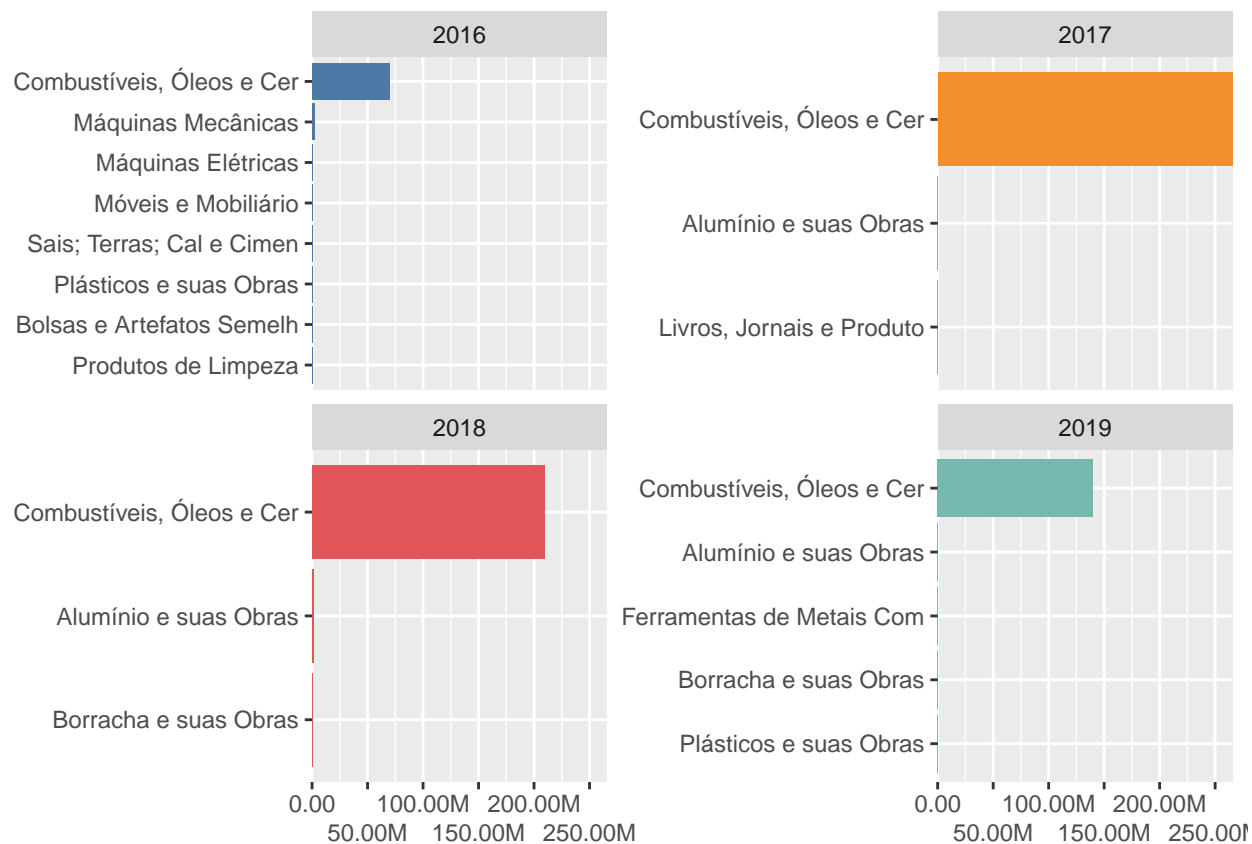 2016
Combustíveis, Óleos e Cer
Máquinas Mecânicas
Máquinas Elétricas
Móveis e Mobiliário
Sais; Terras; Cal e Cimen
Plásticos e suas Obras
Bolsas e Artefatos Semelh
Produtos de Limpeza
2017
Combustíveis, Óleos e Cer
Alumínio e suas Obras
Livros, Jornais e Produto
2018
Combustíveis, Óleos e Cer
Alumínio e suas Obras
Borracha e suas Obras
0.00 100.00M 200.00M
50.00M 150.00M 250.00M
2019
Combustíveis, Óleos e Cer
Alumínio e suas Obras
Ferramentas de Metais Com
Borracha e suas Obras
Plásticos e suas Obras
0.00 100.00M 200.00M
50.00M 150.00M 250.00M